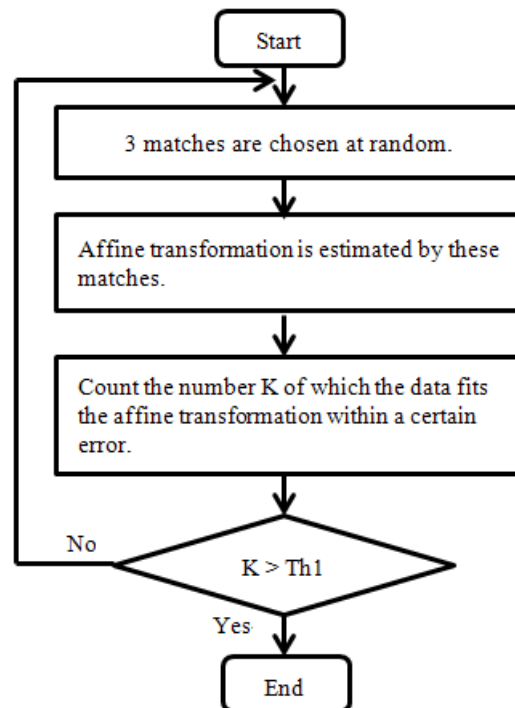 Start
3 matches are chosen at random.
Affine transformation is estimated by these
matches.
Count the number K of which the data fits
the affine transformation within a certain
error.
No
K > Th1
Yes
End